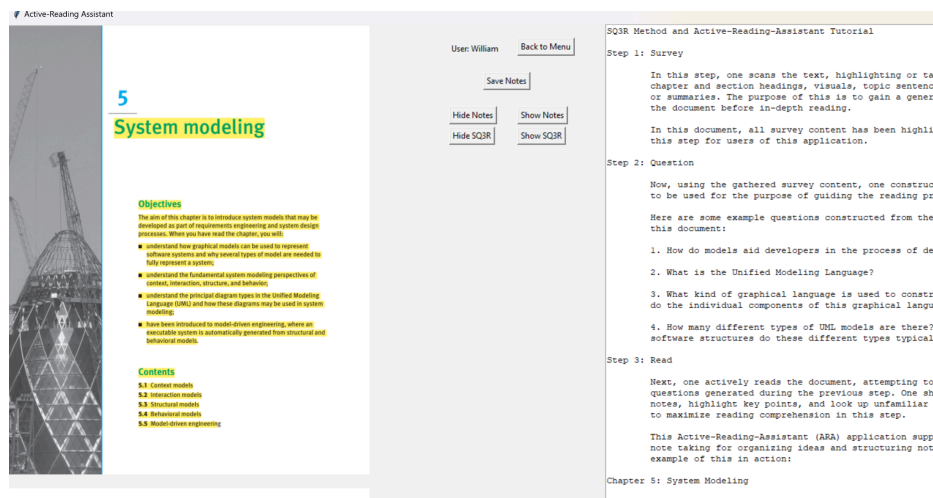 Active-Reading Assistant
5
System modeling
Objectives
The aim of this chapter is to introduce system models that may be
developed as part of requirements engineering and system design
processes. When you have read the chapter, you will:
■ understand how graphical models can be used to represent
software systems and why several types of model are needed to
fully represent a system;
■ understand the fundamental system modeling perspectives of
context, interaction, structure, and behavior;
■ understand the principal diagram types in the Unified Modeling
Language (UML) and how these diagrams may be used in system
modeling;
■ have been introduced to model-driven engineering, where an
executable system is automatically generated from structural and
behavioral models.
Contents
5.1 Context models
5.2 Interaction models
5.3 Structural models
5.4 Behavioral models
5.5 Model-driven engineering
User: William
Back to Menu
Save Notes
Hide Notes
Show Notes
Hide SQ3R
Show SQ3R
SQ3R Method and Active-Reading-Assistant Tutorial
Step 1: Survey
In this step, one scans the text, highlighting or ta
chapter and section headings, visuals, topic sentenc
or summaries. The purpose of this is to gain a gener
the document before in-depth reading.
In this document, all survey content has been highli
this step for users of this application.
Step 2: Question
Now, using the gathered survey content, one construc
to be used for the purpose of guiding the reading pr
Here are some example questions constructed from the
this document:
1. How do models aid developers in the process of de
2. What is the Unified Modeling Language?
3. What kind of graphical language is used to constr
do the individual components of this graphical langu
4. How many different types of UML models are there?
software structures do these different types typical
Step 3: Read
Next, one actively reads the document, attempting to
questions generated during the previous step. One sh
notes, highlight key points, and look up unfamiliar
to maximize reading comprehension in this step.
This Active-Reading-Assistant (ARA) application supp
note taking for organizing ideas and structuring not
example of this in action:
Chapter 5: System Modeling